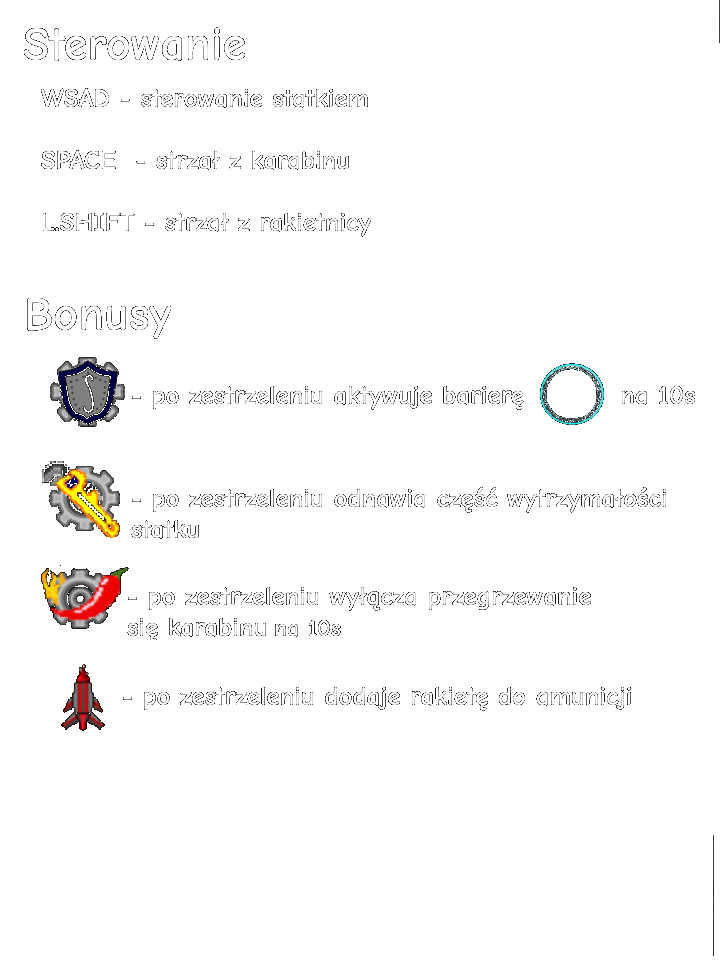 Sterowanie
WSAD - sterowanie statkiem
SPACE - strzał z karabinu
L.SHIFT - strzał z rakietnicy
Bonusy
- po zestrzeleniu aktywuje barierę na 10s
- po zestrzeleniu odnawia część wytrzymałości
statku
- po zestrzeleniu wyłącza przegrzewanie
się karabinu na 10s
- po zestrzeleniu dodaje rakietę do amunicji